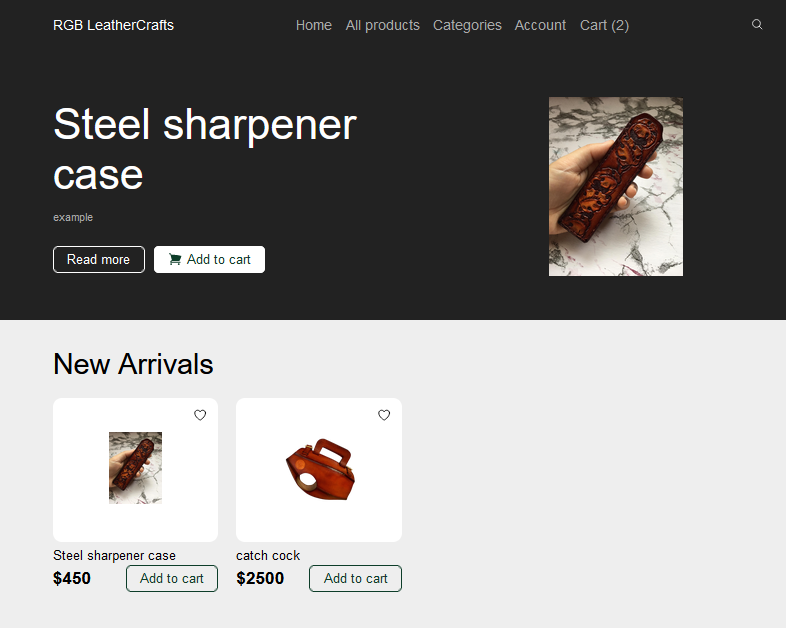 RGB LeatherCrafts
Home All products Categories Account Cart (2)
Steel sharpener
case
example
Read more Add to cart
New Arrivals
Steel sharpener case
$450 Add to cart
catch cock
$2500 Add to cart